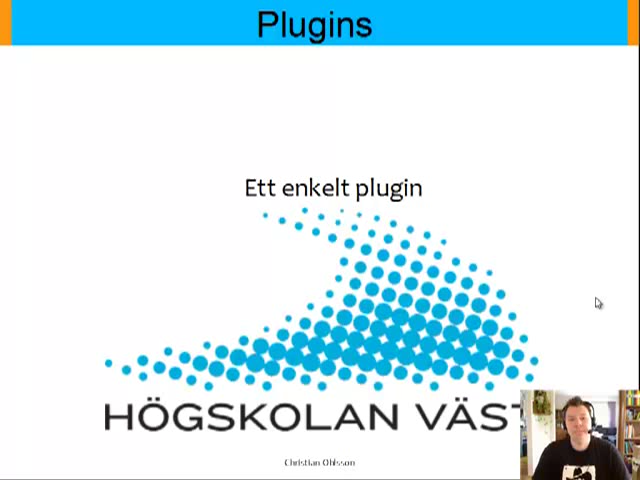 Plugins
Ett enkelt plugin
HÖGSKOLAN VÄST
Christian Ohlsson